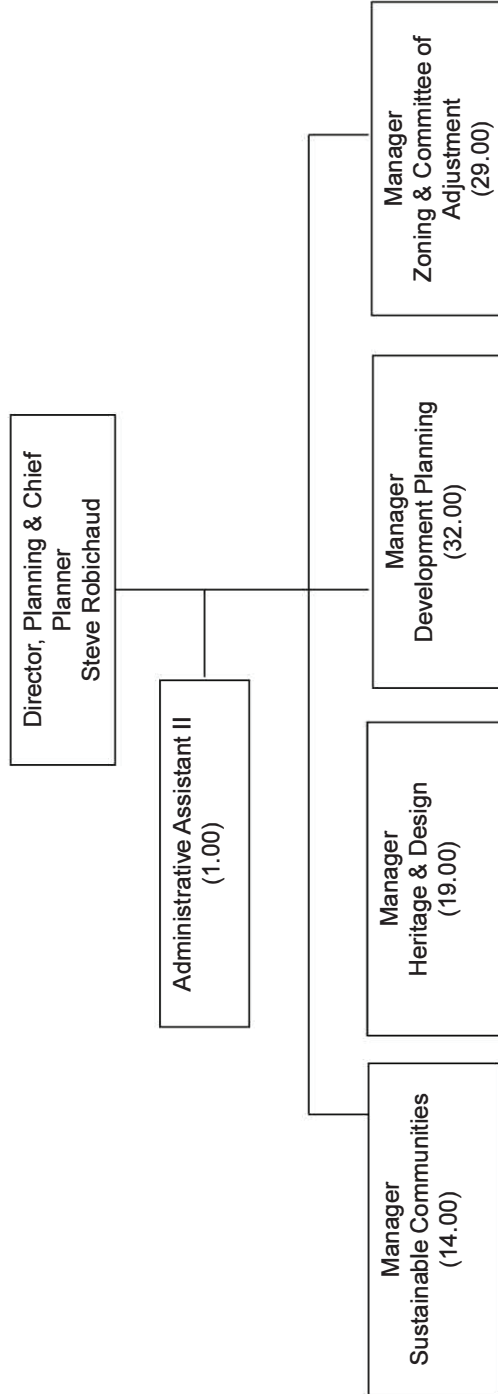 Director, Planning & Chief
Planner
Steve Robichaud
Administrative Assistant II
(1.00)
Manager
Sustainable Communities
(14.00)
Manager
Heritage & Design
(19.00)
Manager
Development Planning
(32.00)
Manager
Zoning & Committee of
Adjustment
(29.00)